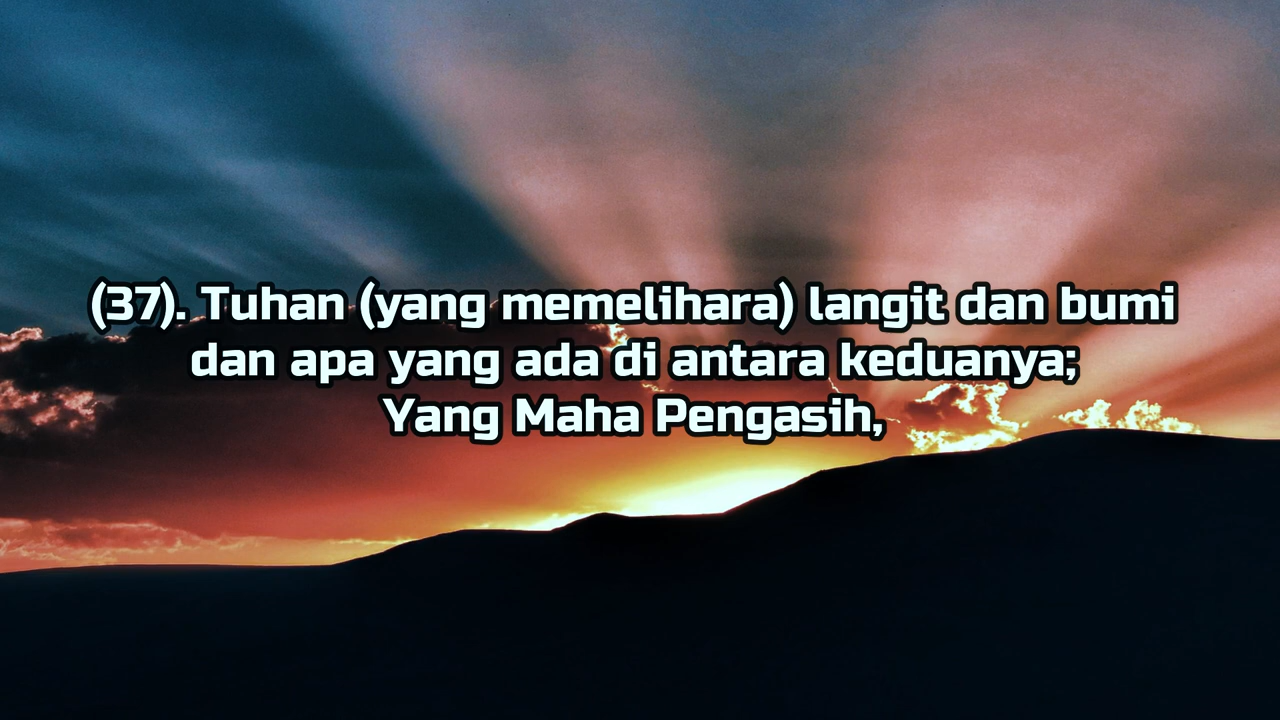 (37). Tuhan (yang memelihara) langit dan bumi
dan apa yang ada di antara keduanya;
Yang Maha Pengasih,